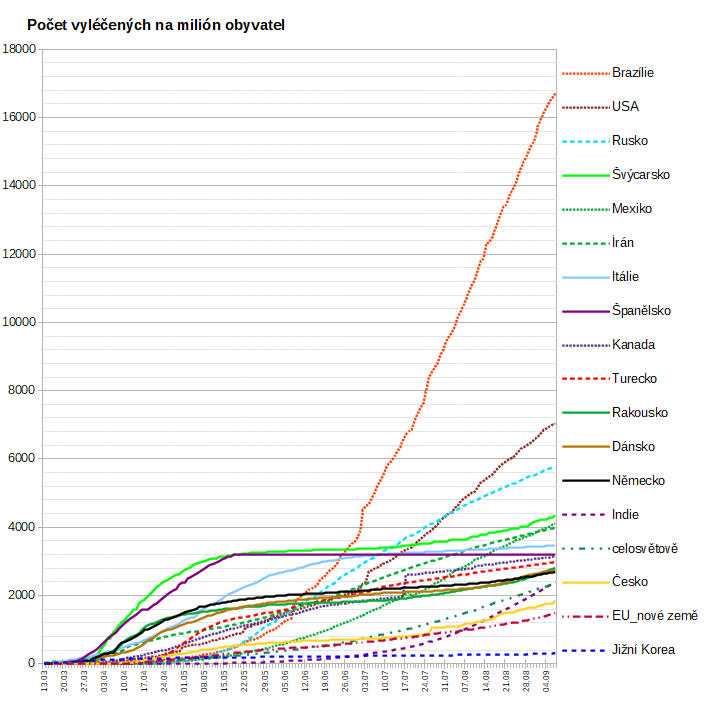 Počet vyléčených na milión obyvatel
18000
16000
14000
12000
10000
8000
6000
4000
2000
0
13.03
20.03
27.03
03.04
10.04
17.04
24.04
01.05
08.05
15.05
22.05
29.05
05.06
12.06
19.06
26.06
03.07
10.07
17.07
24.07
31.07
07.08
14.08
21.08
28.08
04.09
Brazílie
USA
Rusko
Švýcarsko
Mexiko
Írán
Itálie
Španělsko
Kanada
Turecko
Rakousko
Dánsko
Německo
Indie
celosvětově
Česko
EU_nové země
Jižní Korea